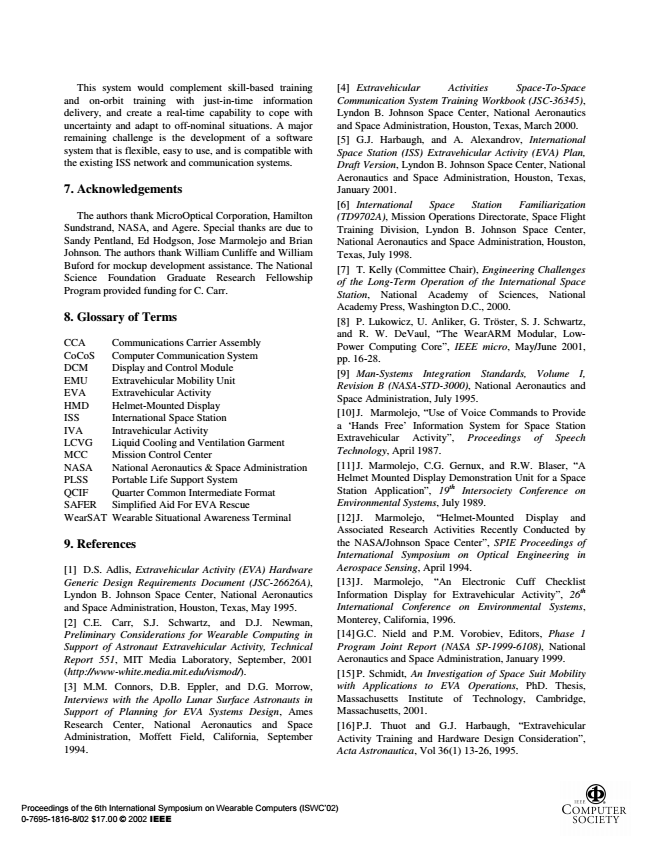 This system would complement skill-based training
and on-orbit training with just-in-time information
delivery, and create a real-time capability to cope with
uncertainty and adapt to off-nominal situations. A major
remaining challenge is the development of a software
system that is flexible, easy to use, and is compatible with
the existing ISS network and communication systems.
7. Acknowledgements
The authors thank MicroOptical Corporation, Hamilton
Sundstrand, NASA, and Agere. Special thanks are due to
Sandy Pentland, Ed Hodgson, Jose Marmolejo and Brian
Johnson. The authors thank William Cunliffe and William
Buford for mockup development assistance. The National
Science Foundation Graduate Research Fellowship
Program provided funding for C. Carr.
8. Glossary of Terms
CCA Communications Carrier Assembly
CoCoS Computer Communication System
DCM Display and Control Module
EMU Extravehicular Mobility Unit
EVA Extravehicular Activity
HMD Helmet-Mounted Display
ISS International Space Station
IVA Intravehicular Activity
LCVG Liquid Cooling and Ventilation Garment
MCC Mission Control Center
NASA National Aeronautics & Space Administration
PLSS Portable Life Support System
QCIF Quarter Common Intermediate Format
SAFER Simplified Aid For EVA Rescue
WearSAT Wearable Situational Awareness Terminal
9. References
[1] D.S. Adlis, Extravehicular Activity (EVA) Hardware
Generic Design Requirements Document (JSC-26626A),
Lyndon B. Johnson Space Center, National Aeronautics
and Space Administration, Houston, Texas, May 1995.
[2] C.E. Carr, S.J. Schwartz, and D.J. Newman,
Preliminary Considerations for Wearable Computing in
Support of Astronaut Extravehicular Activity, Technical
Report 551, MIT Media Laboratory, September, 2001
(http://www-white.media.mit.edu/vismod/).
[3] M.M. Connors, D.B. Eppler, and D.G. Morrow,
Interviews with the Apollo Lunar Surface Astronauts in
Support of Planning for EVA Systems Design, Ames
Research Center, National Aeronautics and Space
Administration, Moffett Field, California, September
1994.
[4] Extravehicular Activities Space-To-Space
Communication System Training Workbook (JSC-36345),
Lyndon B. Johnson Space Center, National Aeronautics
and Space Administration, Houston, Texas, March 2000.
[5] G.J. Harbaugh, and A. Alexandrov, International
Space Station (ISS) Extravehicular Activity (EVA) Plan,
Draft Version, Lyndon B. Johnson Space Center, National
Aeronautics and Space Administration, Houston, Texas,
January 2001.
[6] International Space Station Familiarization
(TD9702A), Mission Operations Directorate, Space Flight
Training Division, Lyndon B. Johnson Space Center,
National Aeronautics and Space Administration, Houston,
Texas, July 1998.
[7] T. Kelly (Committee Chair), Engineering Challenges
of the Long-Term Operation of the International Space
Station, National Academy of Sciences, National
Academy Press, Washington D.C., 2000.
[8] P. Lukowicz, U. Anliker, G. Tröster, S. J. Schwartz,
and R. W. DeVaul, “The WearARM Modular, Low-
Power Computing Core”, IEEE micro, May/June 2001,
pp. 16-28.
[9] Man-Systems Integration Standards, Volume I,
Revision B (NASA-STD-3000), National Aeronautics and
Space Administration, July 1995.
[10] J. Marmolejo, “Use of Voice Commands to Provide
a ‘Hands Free’ Information System for Space Station
Extravehicular Activity”, Proceedings of Speech
Technology, April 1987.
[11] J. Marmolejo, C.G. Gernux, and R.W. Blaser, “A
Helmet Mounted Display Demonstration Unit for a Space
Station Application”, 19th Intersociety Conference on
Environmental Systems, July 1989.
[12] J. Marmolejo, “Helmet-Mounted Display and
Associated Research Activities Recently Conducted by
the NASA/Johnson Space Center”, SPIE Proceedings of
International Symposium on Optical Engineering in
Aerospace Sensing, April 1994.
[13] J. Marmolejo, “An Electronic Cuff Checklist
Information Display for Extravehicular Activity”, 26th
International Conference on Environmental Systems,
Monterey, California, 1996.
[14] G.C. Nield and P.M. Vorobiev, Editors, Phase 1
Program Joint Report (NASA SP-1999-6108), National
Aeronautics and Space Administration, January 1999.
[15] P. Schmidt, An Investigation of Space Suit Mobility
with Applications to EVA Operations, PhD. Thesis,
Massachusetts Institute of Technology, Cambridge,
Massachusetts, 2001.
[16] P.J. Thuot and G.J. Harbaugh, “Extravehicular
Activity Training and Hardware Design Consideration”,
Acta Astronautica, Vol 36(1) 13-26, 1995.
Proceedings of the 6th International Symposium on Wearable Computers (ISWC’02)
0-7695-1816-8/02 $17.00 © 2002 IEEE
IEEE
COMPUTER
SOCIETY